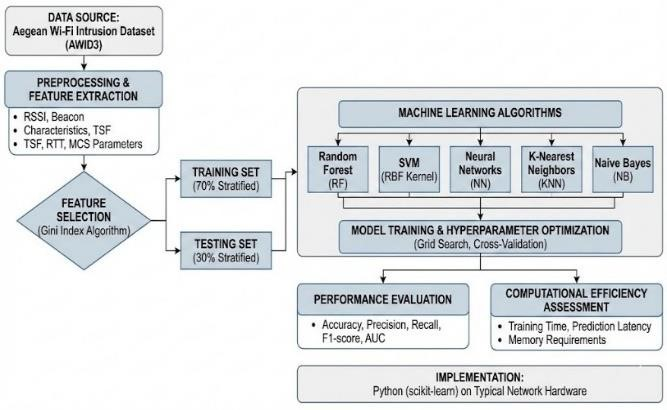 DATA SOURCE:
Aegean Wi-Fi Intrusion Dataset
(AWID3)
PREPROCESSING &
FEATURE EXTRACTION
• RSSI, Beacon
• Characteristics, TSF
• TSF, RTT, MCS Parameters
FEATURE
SELECTION
(Gini Index Algorithm)
TRAINING SET
(70% Stratified)
TESTING SET
(30% Stratified)
MACHINE LEARNING ALGORITHMS
Random
Forest
(RF)
SVM
(RBF Kernel)
Neural
Networks
(NN)
K-Nearest
Neighbors
(KNN)
Naive Bayes
(NB)
MODEL TRAINING & HYPERPARAMETER OPTIMIZATION
(Grid Search, Cross-Validation)
PERFORMANCE EVALUATION
• Accuracy, Precision, Recall,
F1-score, AUC
COMPUTATIONAL EFFICIENCY
ASSESSMENT
• Training Time, Prediction Latency
• Memory Requirements
IMPLEMENTATION:
Python (scikit-learn) on Typical Network Hardware